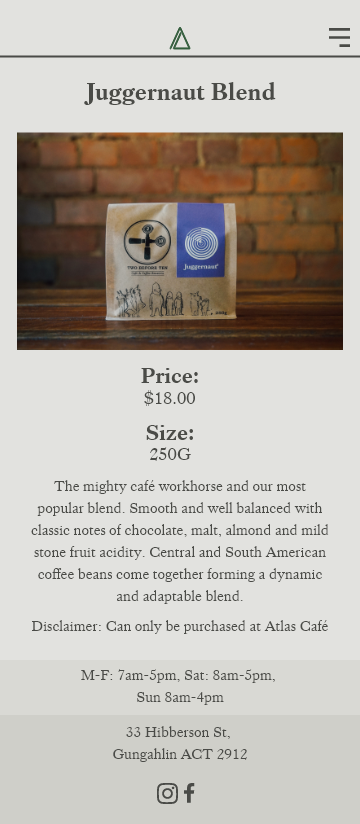 Juggernaut Blend
TWO BEFORE TEN
Juggernaut
Price:
$18.00
Size:
250G
The mighty café workhorse and our most
popular blend. Smooth and well balanced with
classic notes of chocolate, malt, almond and mild
stone fruit acidity. Central and South American
coffee beans come together forming a dynamic
and adaptable blend.
Disclaimer: Can only be purchased at Atlas Café
M-F: 7am-5pm, Sat: 8am-5pm,
Sun 8am-4pm
33 Hibberson St,
Gungahlin ACT 2912